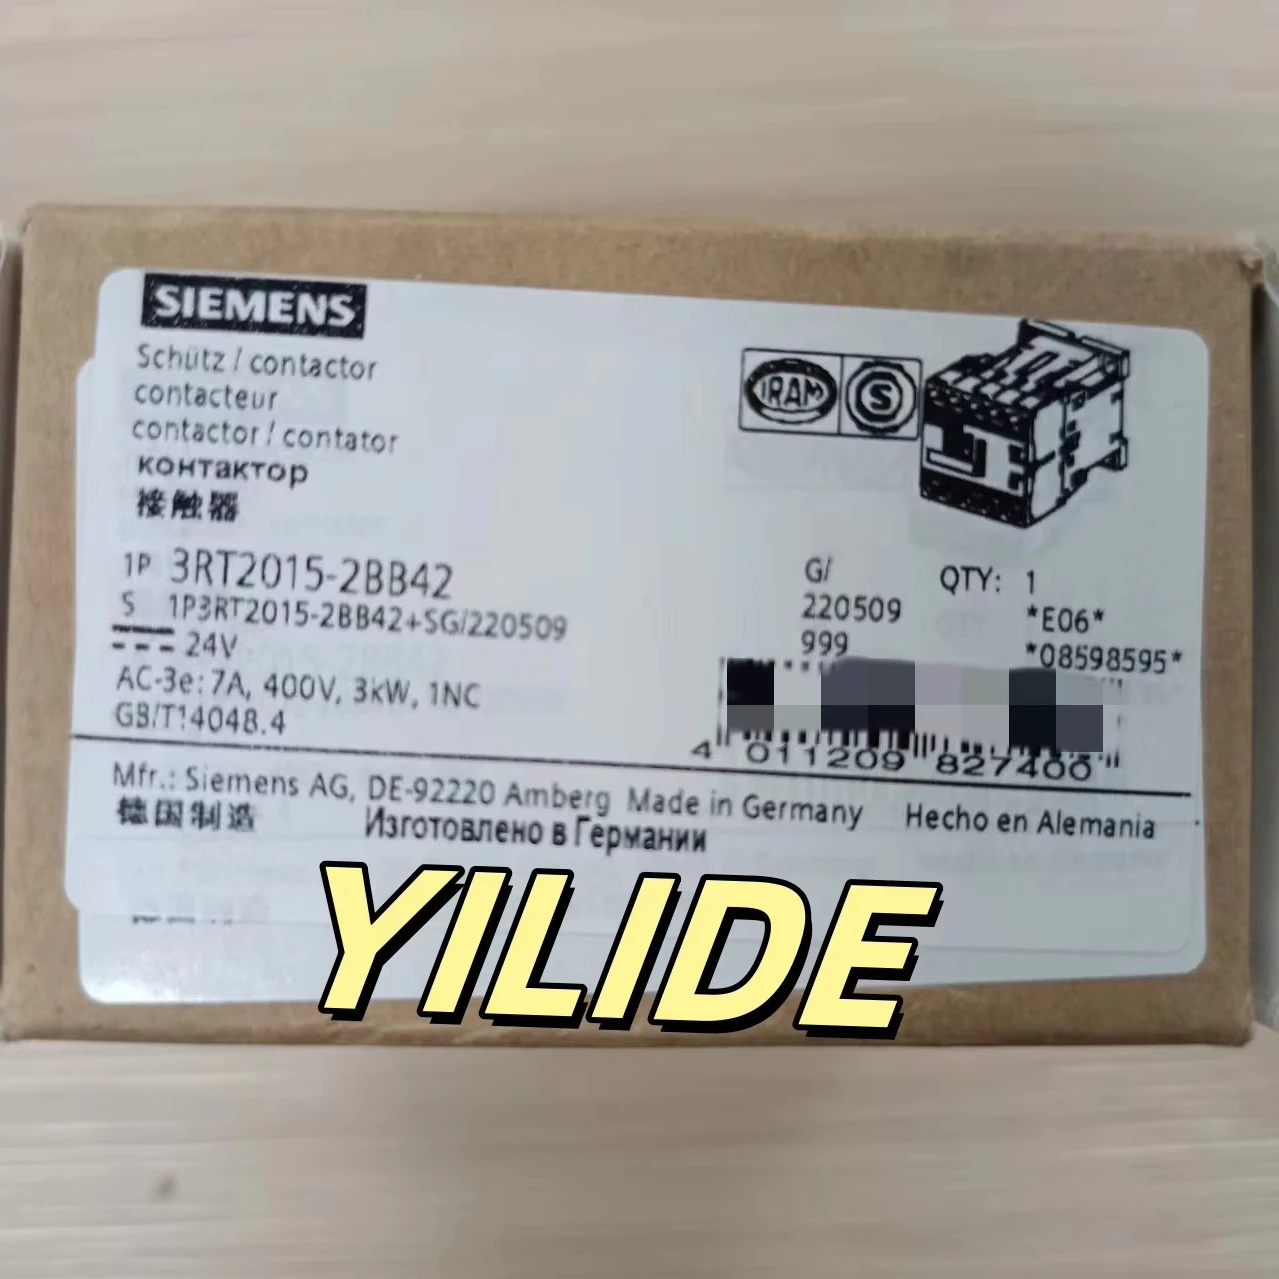 SIEMENS
Schütz / contactor
contacteur
contactor / contator
контактор
接触器
IRAM S
1P 3RT2015-2BB42
S 1P3RT2015-2BB42+SG/220509
24V
AC-3e: 7A, 400V, 3kW, 1NC
GB/T14048.4
G/
220509
999
QTY: 1
*E06*
*08598595*
4 011209 827400
Mfr.: Siemens AG, DE-92220 Amberg Made in Germany Hecho en Alemania
德国制造 Изготовлено в Германии
YILIDE